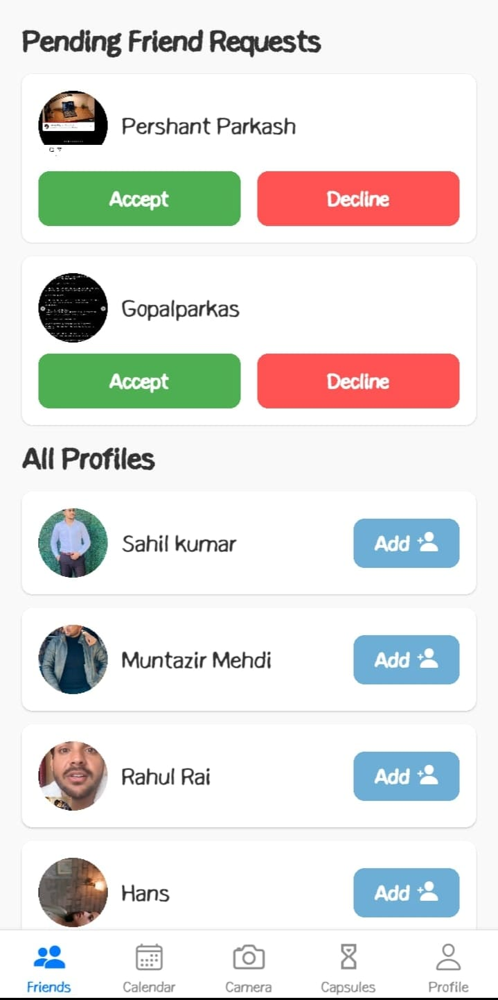 Pending Friend Requests
Pershant Parkash
Accept
Decline
Gopalparkas
Accept
Decline
All Profiles
Sahil kumar
Add
Muntazir Mehdi
Add
Rahul Rai
Add
Hans
Add
Friends
Calendar
Camera
Capsules
Profile